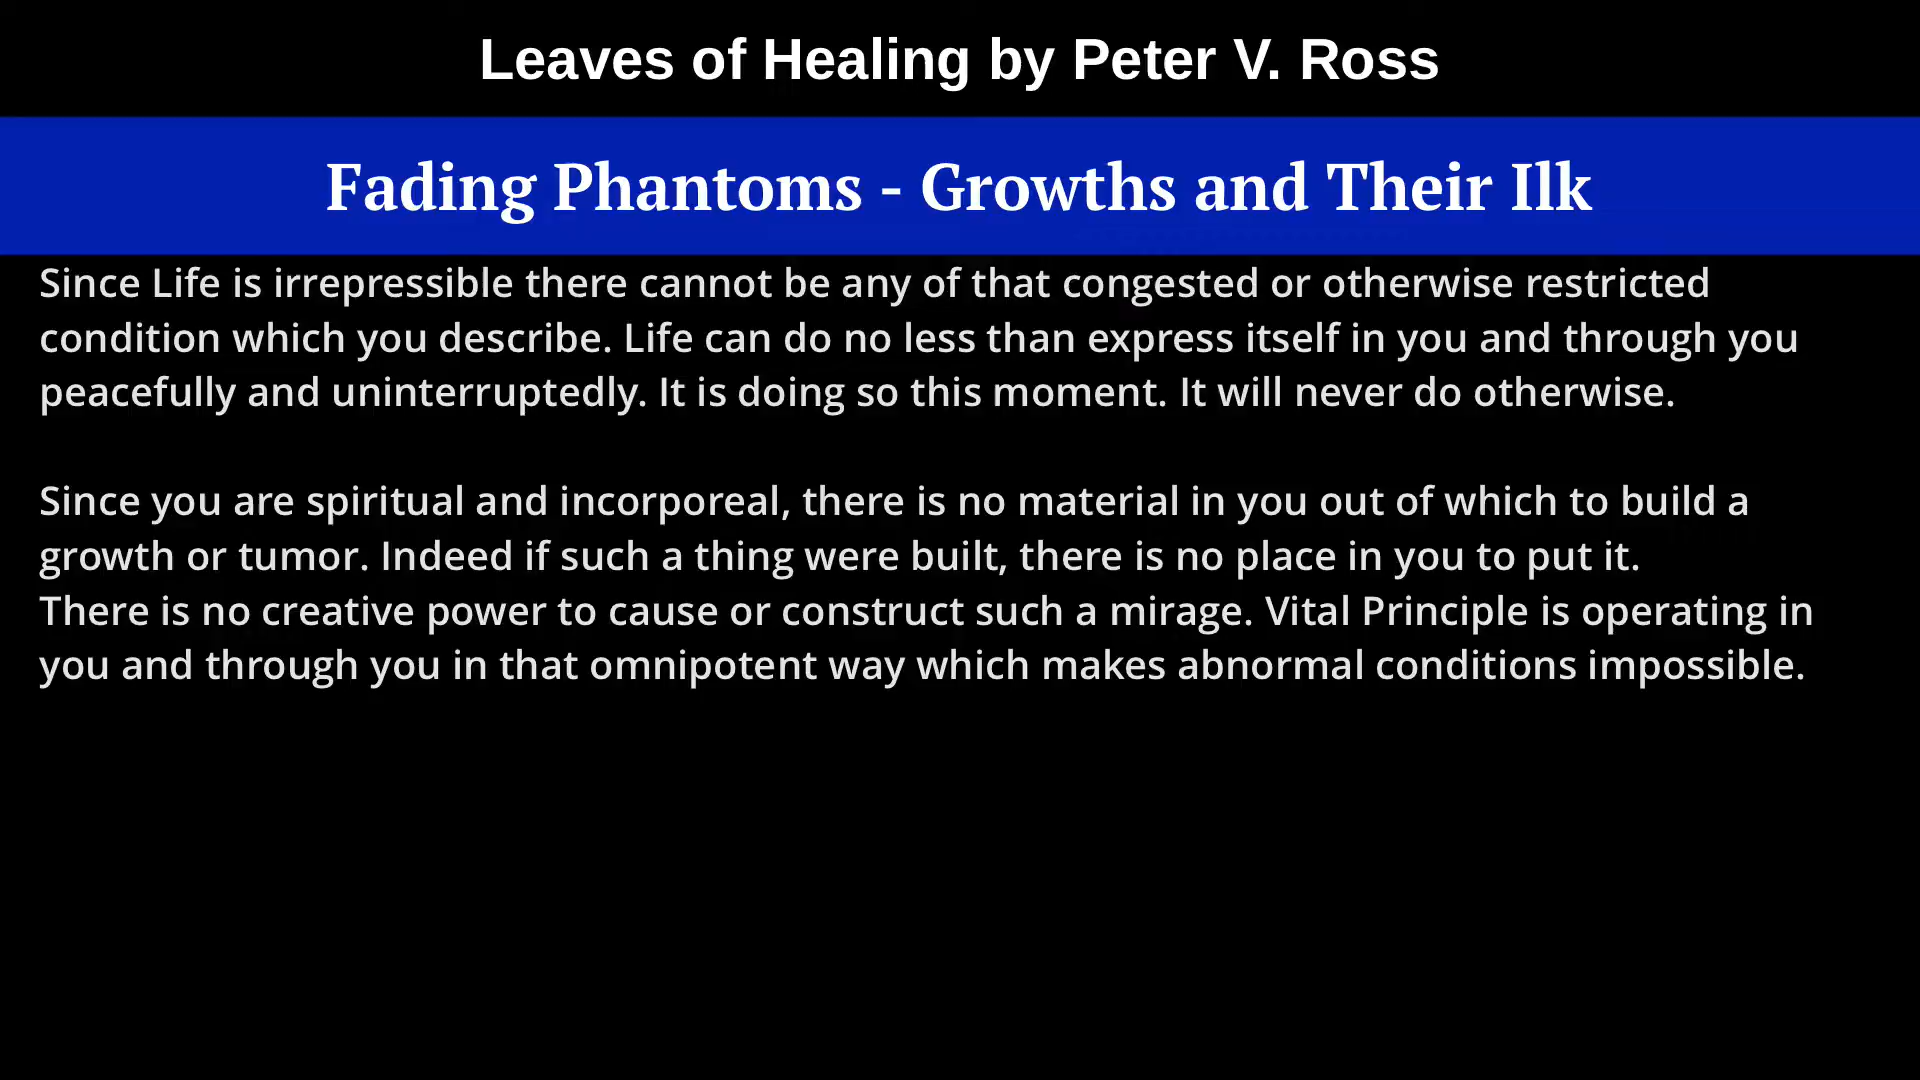 Leaves of Healing by Peter V. Ross
Fading Phantoms - Growths and Their Ilk
Since Life is irrepressible there cannot be any of that congested or otherwise restricted
condition which you describe. Life can do no less than express itself in you and through you
peacefully and uninterruptedly. It is doing so this moment. It will never do otherwise.
Since you are spiritual and incorporeal, there is no material in you out of which to build a
growth or tumor. Indeed if such a thing were built, there is no place in you to put it.
There is no creative power to cause or construct such a mirage. Vital Principle is operating in
you and through you in that omnipotent way which makes abnormal conditions impossible.